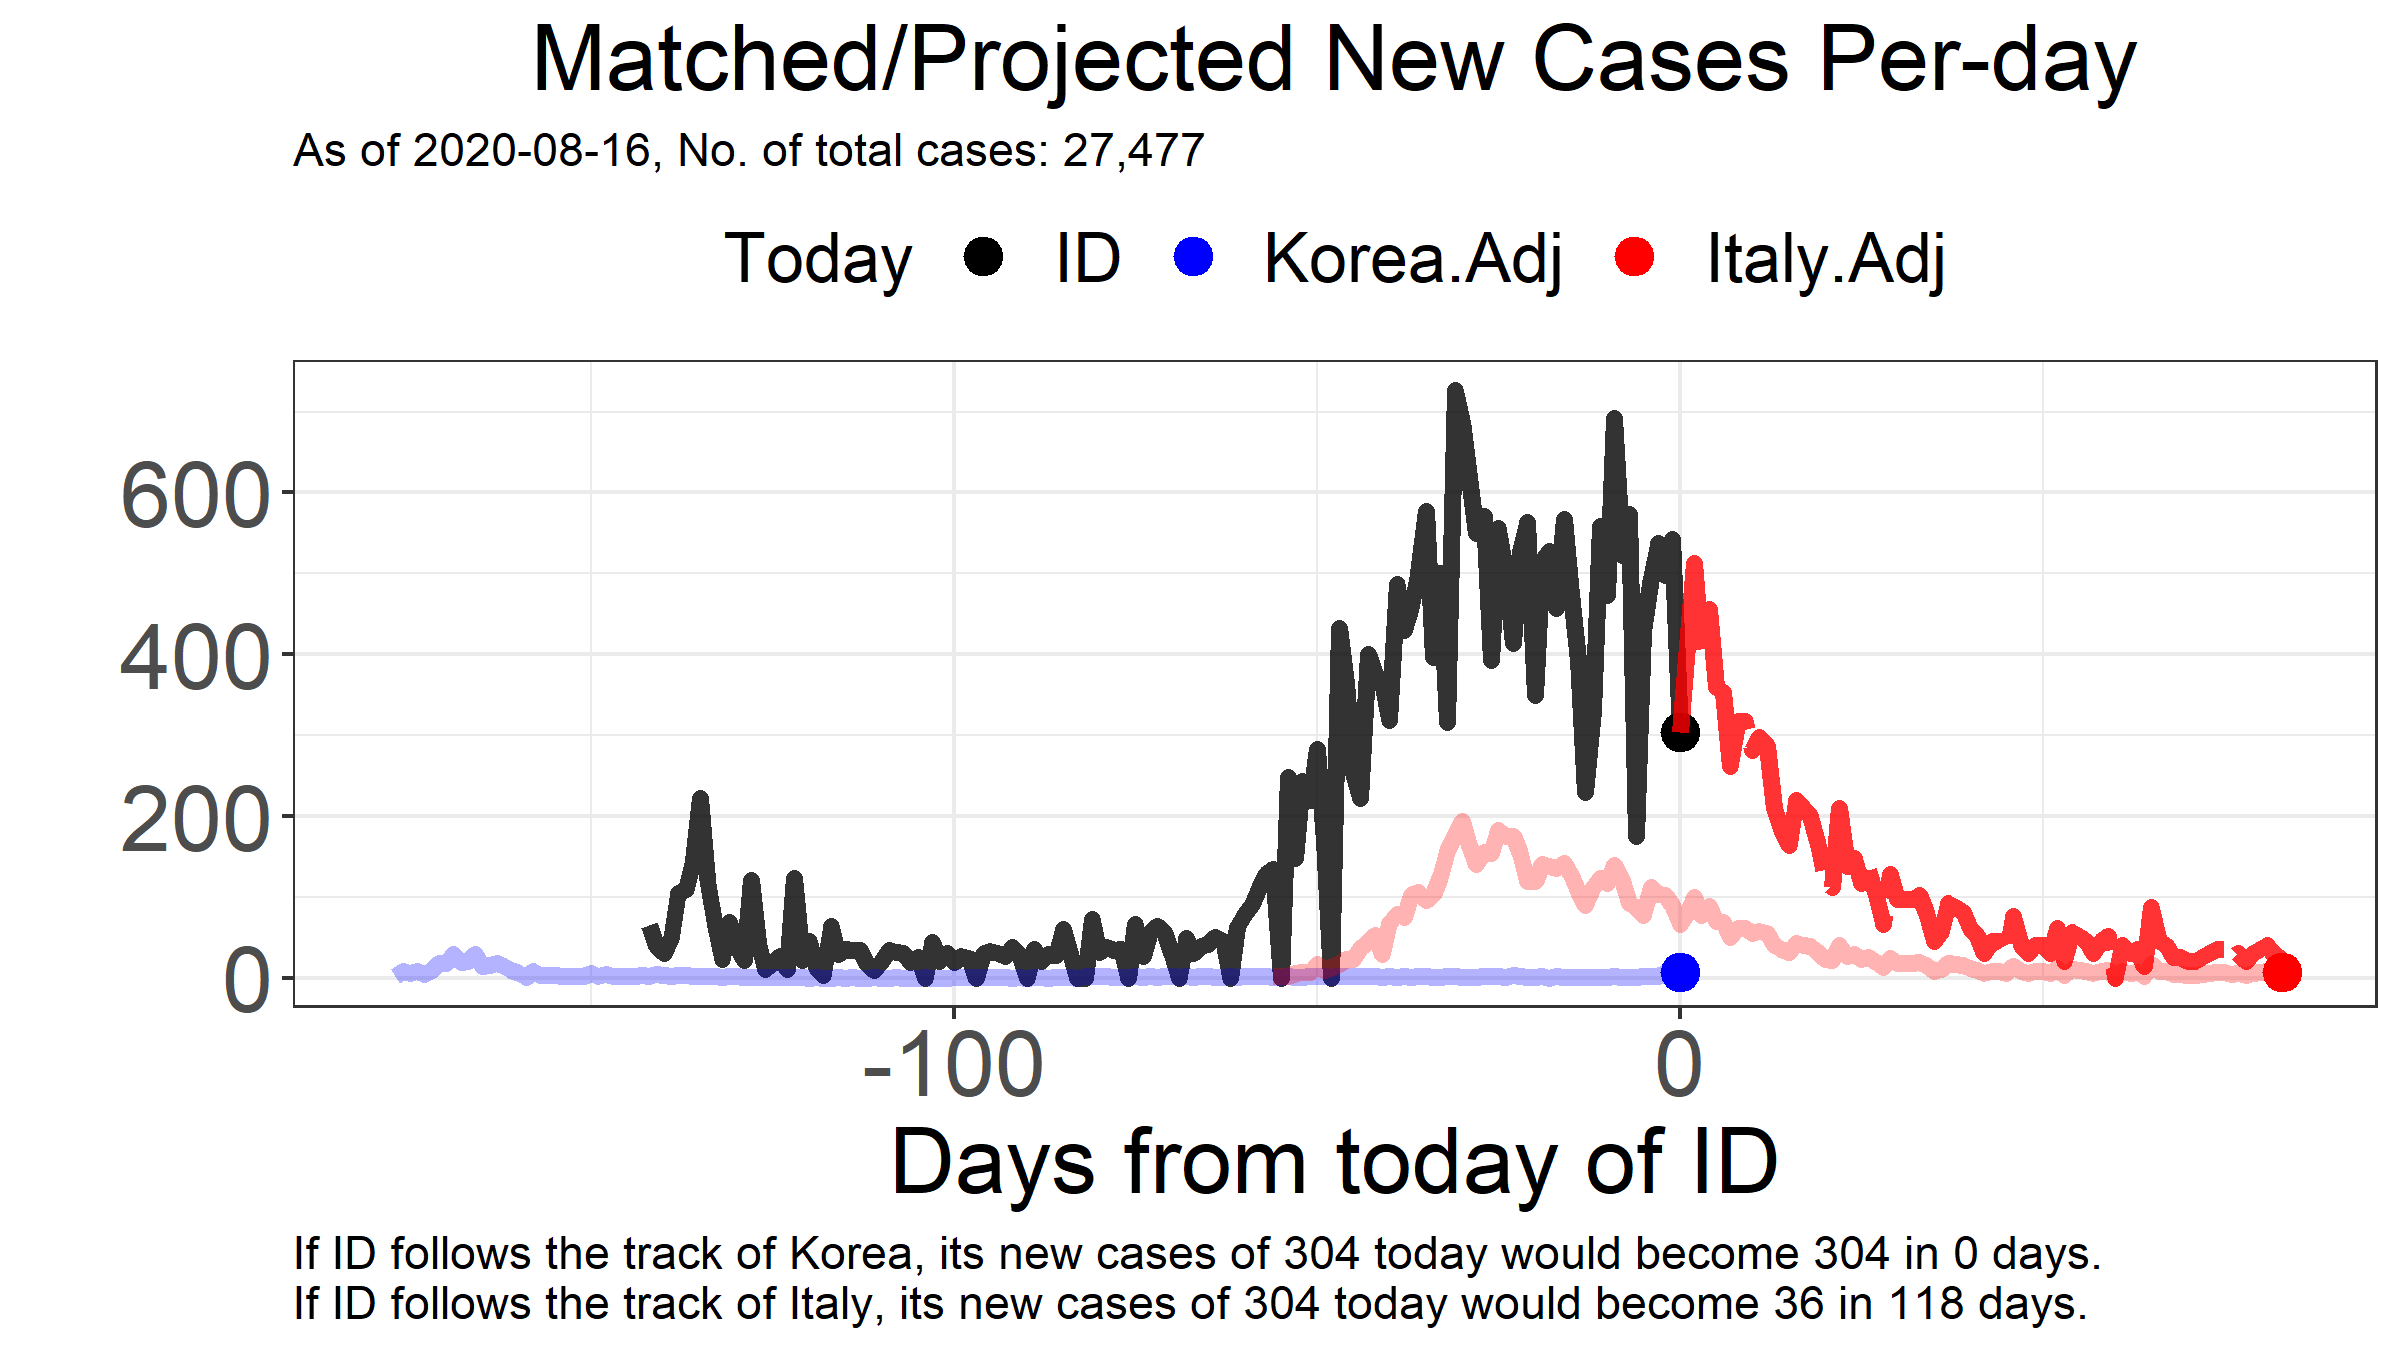 Matched/Projected New Cases Per-day
As of 2020-08-16, No. of total cases: 27,477
Today ID Korea.Adj Italy.Adj
600
400
200
0
-100 0
Days from today of ID
If ID follows the track of Korea, its new cases of 304 today would become 304 in 0 days.
If ID follows the track of Italy, its new cases of 304 today would become 36 in 118 days.